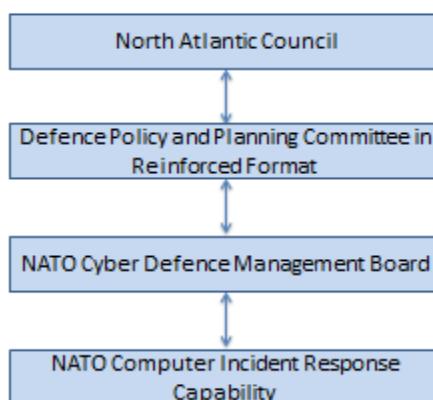 North Atlantic Council
Defence Policy and Planning Committee in
Reinforced Format
NATO Cyber Defence Management Board
NATO Computer Incident Response
Capability